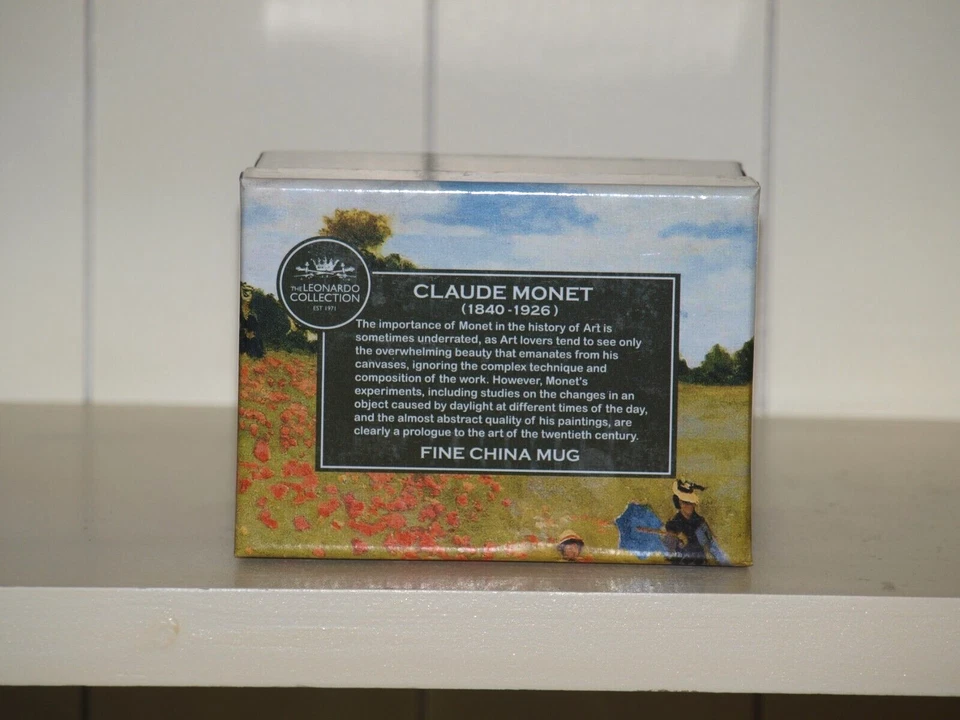 THE LEONARDO
COLLECTION
EST 1971
CLAUDE MONET
(1840 -1926 )
The importance of Monet in the history of Art is
sometimes underrated, as Art lovers tend to see only
the overwhelming beauty that emanates from his
canvases, ignoring the complex technique and
composition of the work. However, Monet's
experiments, including studies on the changes in an
object caused by daylight at different times of the day,
and the almost abstract quality of his paintings, are
clearly a prologue to the art of the twentieth century.
FINE CHINA MUG